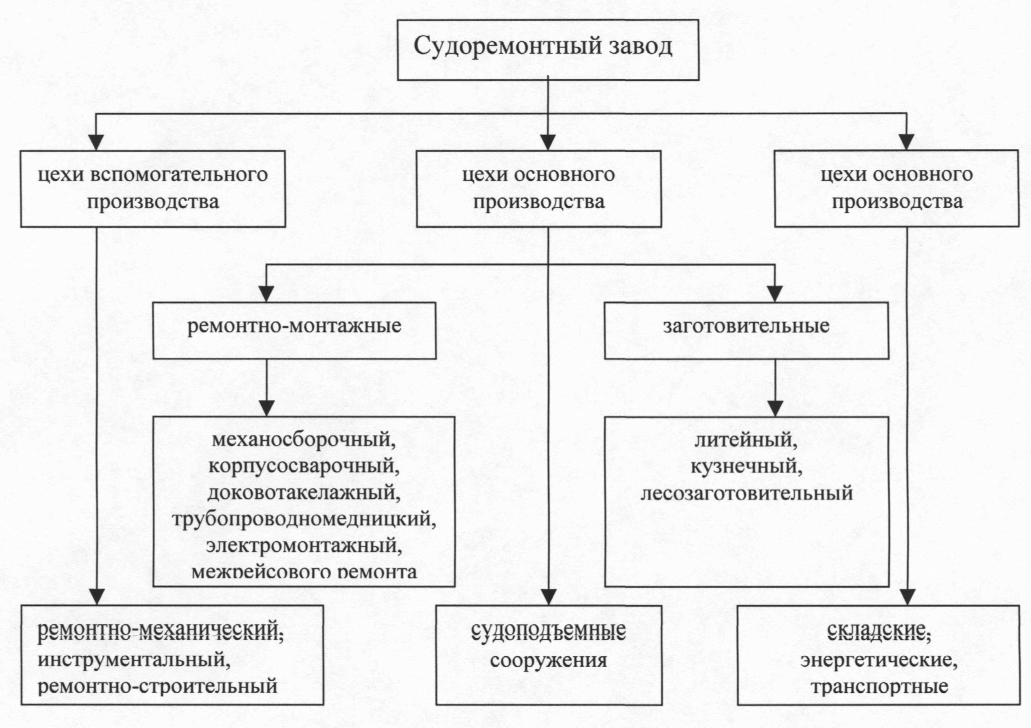 Судоремонтный завод
цехи вспомогательного
производства
цехи основного
производства
цехи основного
производства
ремонтно-монтажные
заготовительные
механосборочный,
корпусосварочный,
доковотакелажный,
трубопроводномедницкий,
электромонтажный,
межрейсового ремонта
литейный,
кузнечный,
лесозаготовительный
ремонтно-механический,
инструментальный,
ремонтно-строительный
судоподъемные
сооружения
складские,
энергетические,
транспортные